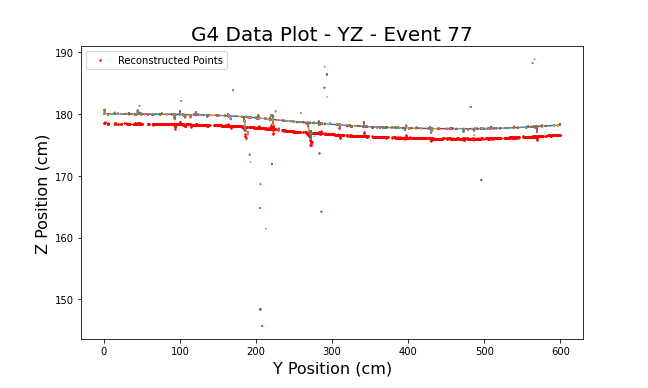 G4 Data Plot - YZ - Event 77
Reconstructed Points
190
180
170
160
150
Z Position (cm)
0 100 200 300 400 500 600
Y Position (cm)